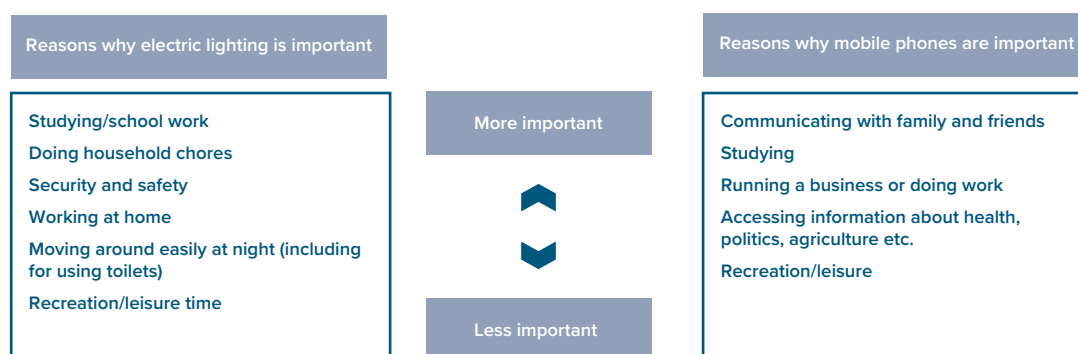 Reasons why electric lighting is important
Studying/school work
Doing household chores
Security and safety
Working at home
Moving around easily at night (including
for using toilets)
Recreation/leisure time
More important
Less important
Reasons why mobile phones are important
Communicating with family and friends
Studying
Running a business or doing work
Accessing information about health,
politics, agriculture etc.
Recreation/leisure